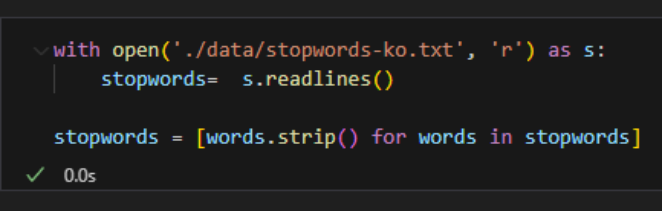 with open('./data/stopwords-ko.txt', 'r') as s:
    stopwords=  s.readlines()
stopwords = [words.strip() for words in stopwords]
0.0s